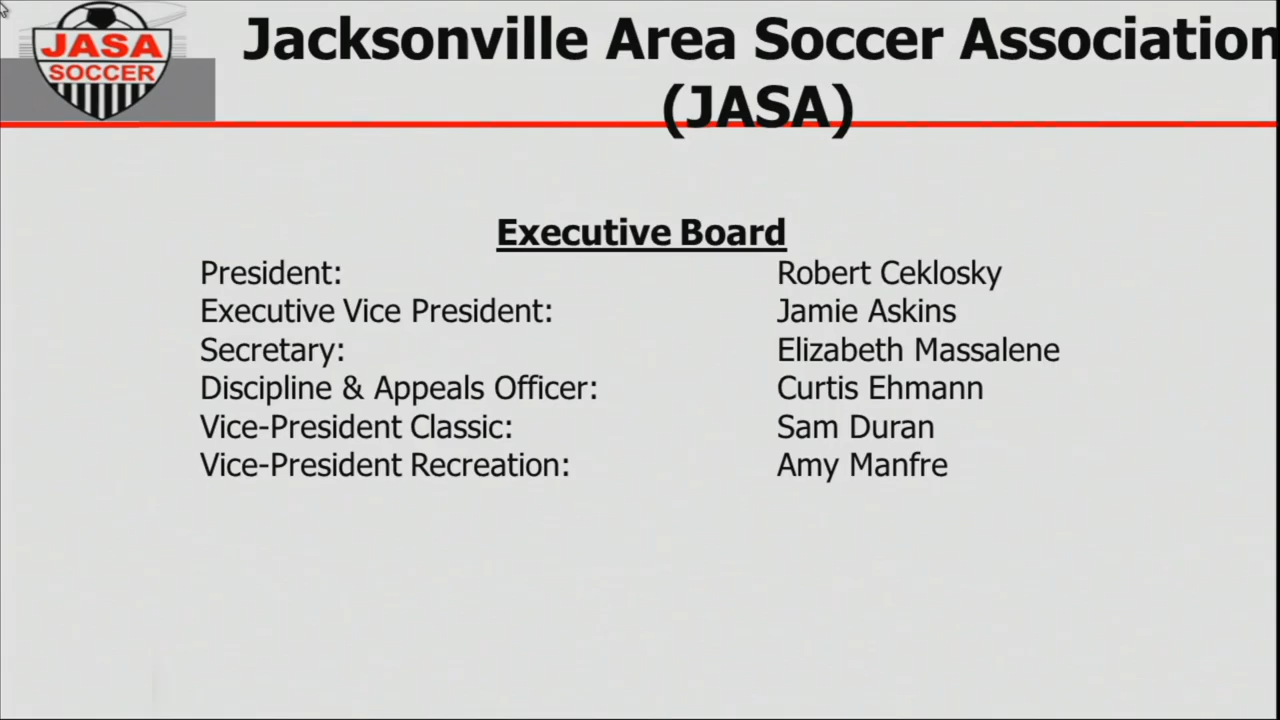 JASA
SOCCER
Jacksonville Area Soccer Association
(JASA)
Executive Board
President: Robert Ceklosky
Executive Vice President: Jamie Askins
Secretary: Elizabeth Massalene
Discipline & Appeals Officer: Curtis Ehmann
Vice-President Classic: Sam Duran
Vice-President Recreation: Amy Manfre